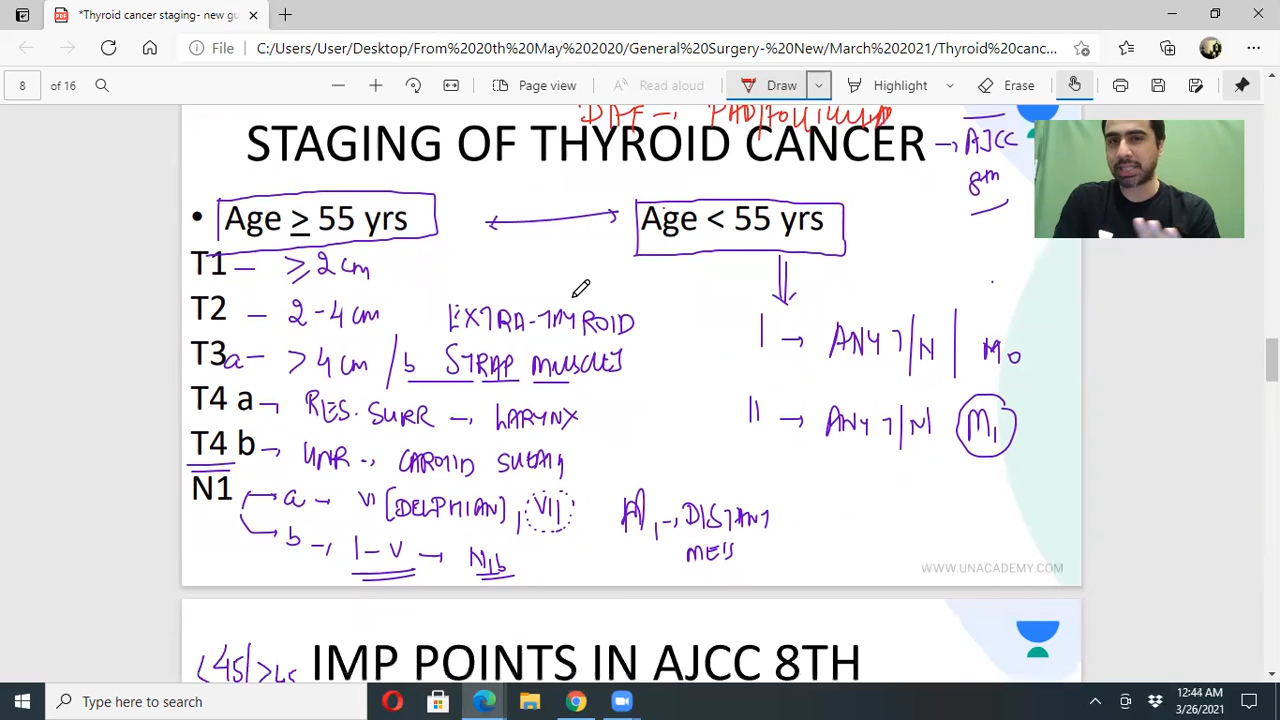 *Thyroid cancer staging- new gu
File
C:/Users/User/Desktop/From%2020th%20May%202020/General%20Surgery-%20New/March%202021/Thyroid%20canc...
8 of 16
Page view
Read aloud
Draw
Highlight
Erase
STAGING OF THYROID CANCER → AJCC
8th
• Age ≥ 55 yrs Age < 55 yrs
T1 – ≥ 2 cm
T2 – 2 - 4 cm EXTRA-THYROID
T3 a – > 4 cm / b STRAP MUSCLES
I → ANY T/N | M0
T4 a → RES. SURR → LARYNX
II → ANY T/N M1
T4 b → UNR → CAROTID
N1
a – VI [DELPHIAN], VII
M1 → DISTANT
METS
b → I - V → N1b
WWW.UNACADEMY.COM
<45/>45 IMP POINTS IN AJCC 8TH
Type here to search
12:44 AM
3/26/2021